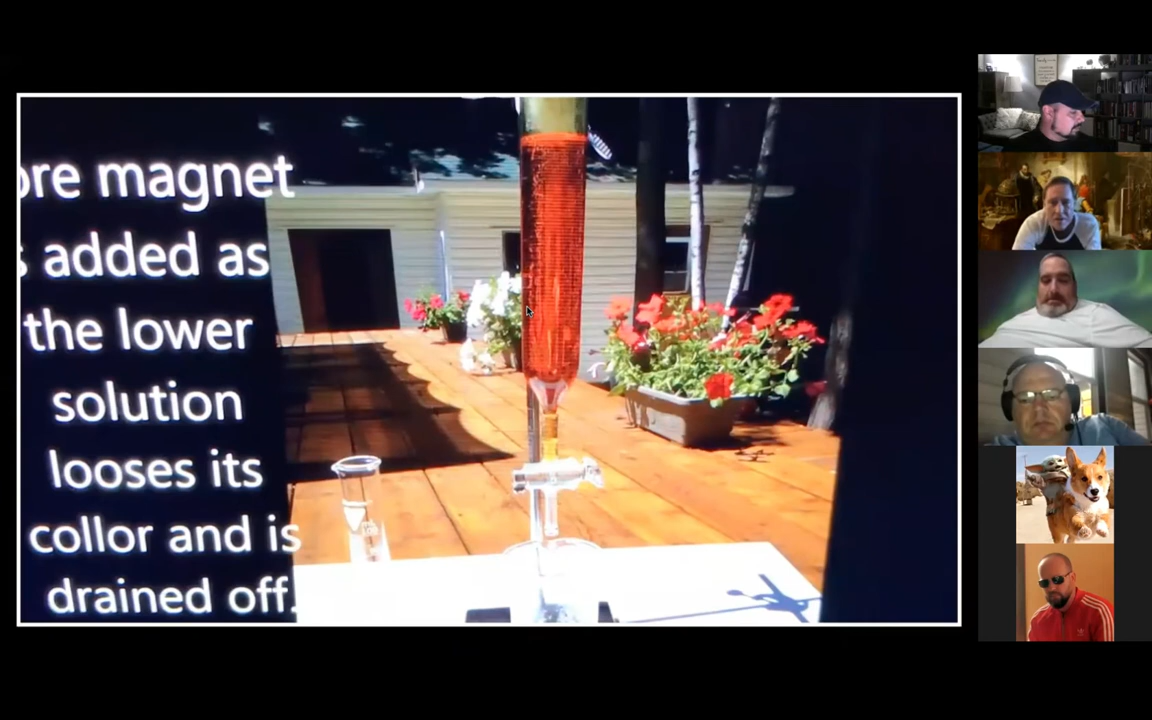 ore magnet
s added as
the lower
solution
looses its
collor and is
drained off.